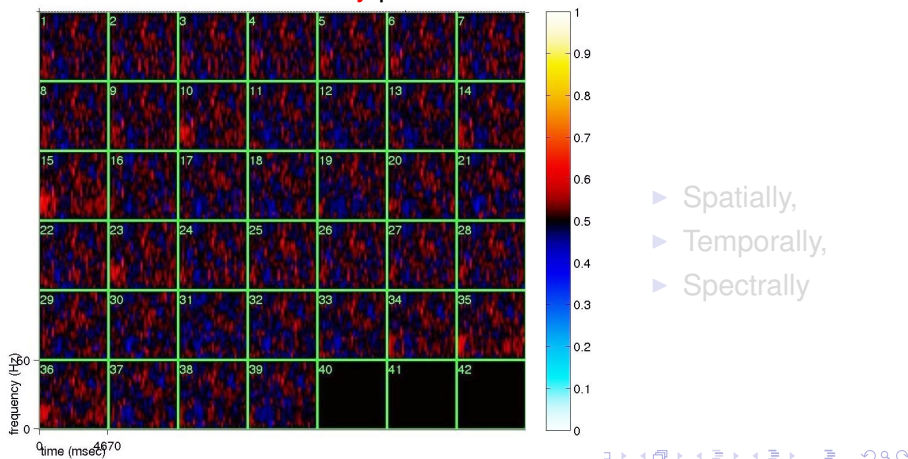 1 2 3 4 5 6 7
8 9 10 11 12 13 14
15 16 17 18 19 20 21
22 23 24 25 26 27 28
29 30 31 32 33 34 35
36 37 38 39 40 41 42
frequency (Hz)
0
0 4670
time (msec)
1
0.9
0.8
0.7
0.6
0.5
0.4
0.3
0.2
0.1
0
Spatially,
Temporally,
Spectrally